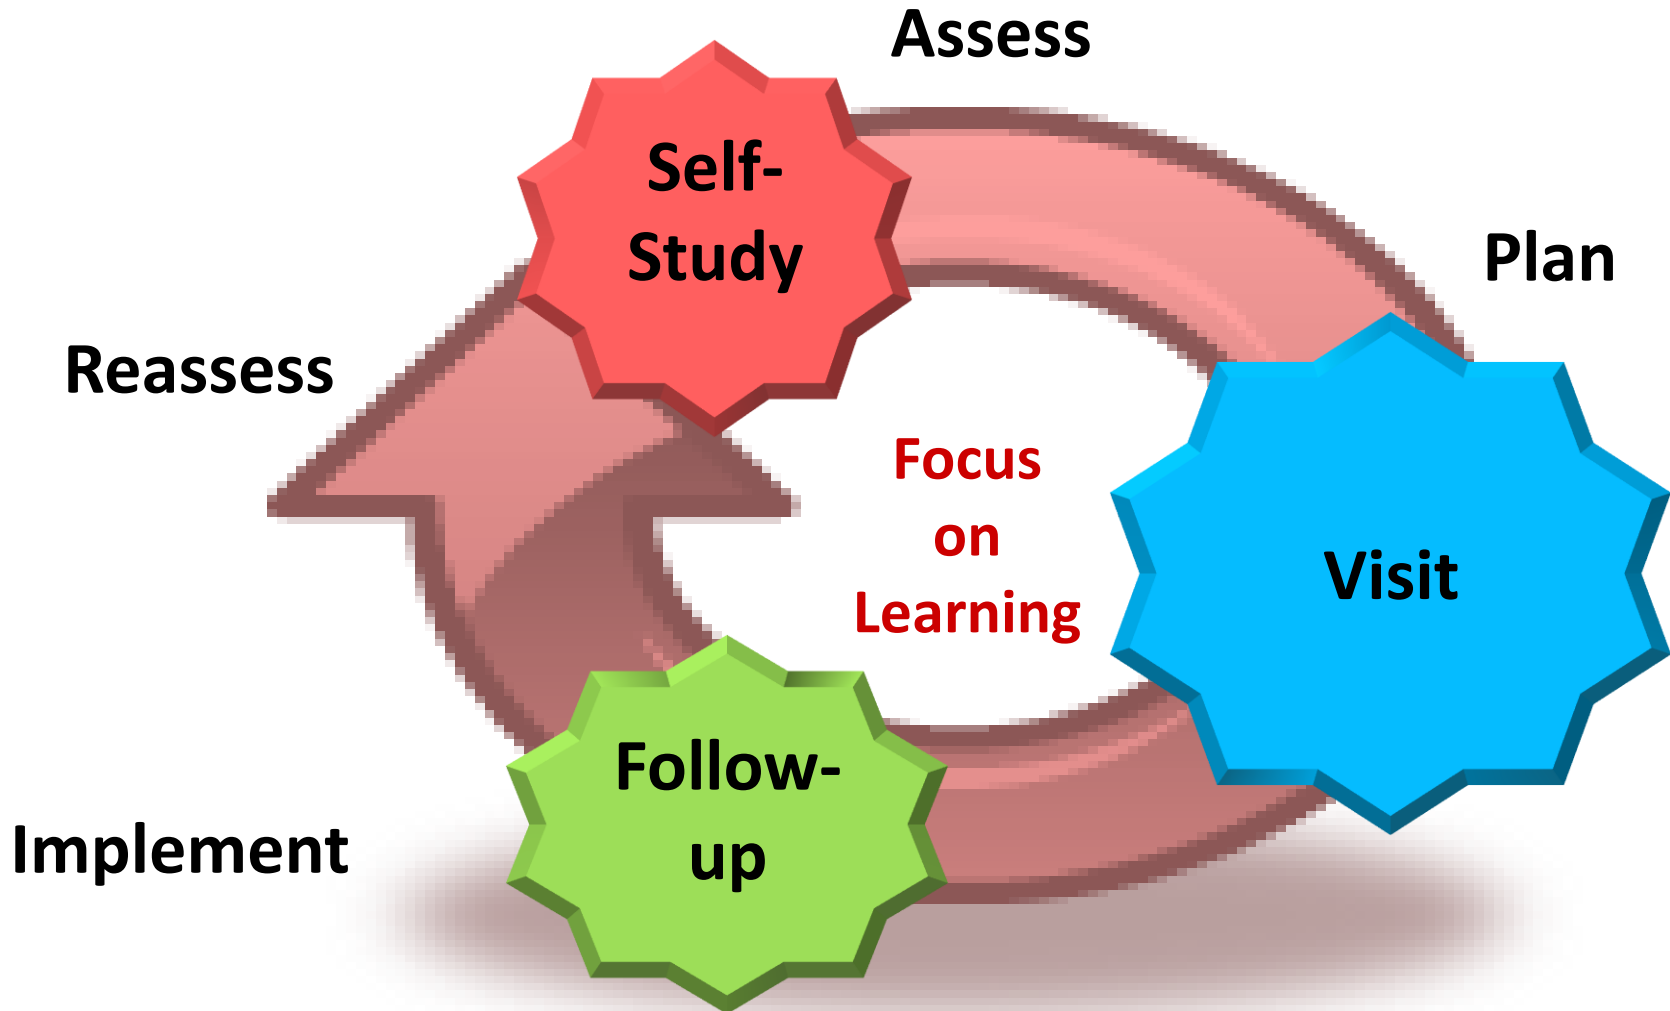 Assess
Self-
Study
Plan
Reassess
Focus
on
Learning
Visit
Follow-
up
Implement